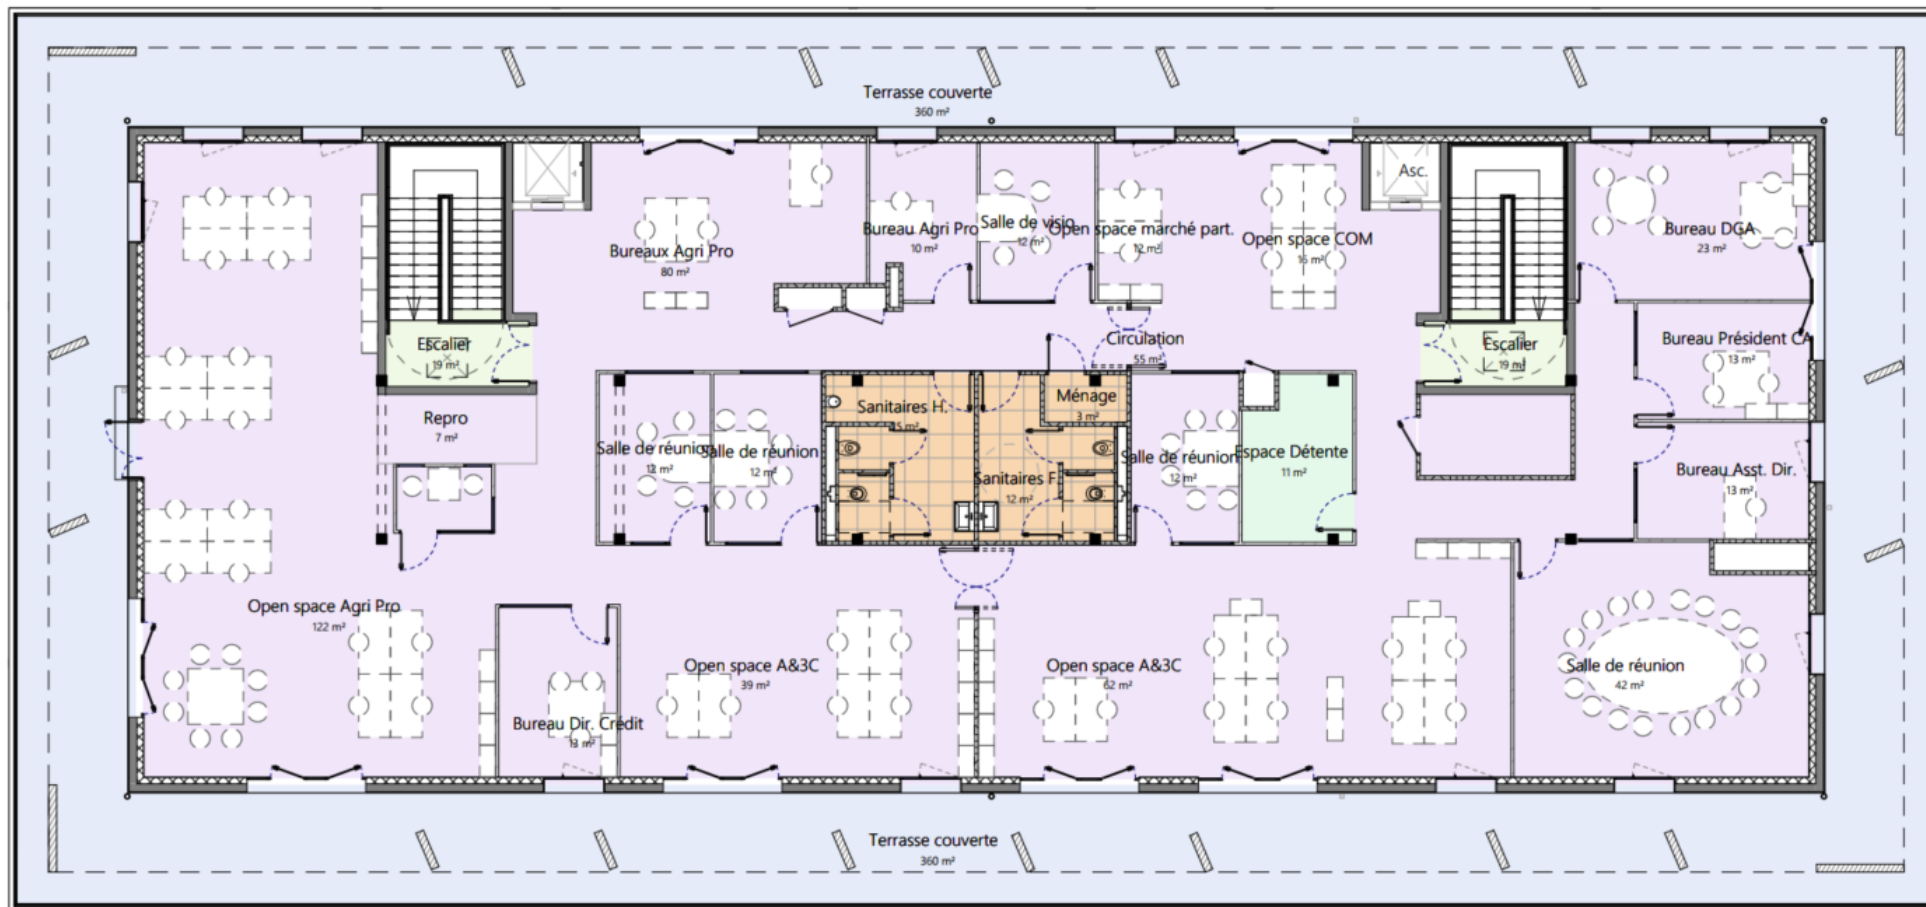 Terrasse couverte
360 m²
Asc.
Bureaux Agri Pro
80 m²
Bureau Agri Pro
10 m²
Salle de visio
12 m²
Open space marché part.
12 m²
Open space COM
16 m²
Bureau DGA
23 m²
Escalier
19 m²
Circulation
55 m²
Escalier
19 m²
Bureau Président CA
13 m²
Repro
7 m²
Sanitaires H.
15 m²
Ménage
3 m²
Salle de réunion
12 m²
Salle de réunion
12 m²
Sanitaires F.
12 m²
Salle de réunion
12 m²
Espace Détente
11 m²
Bureau Asst. Dir.
13 m²
Open space Agri Pro
122 m²
Bureau Dir. Crédit
13 m²
Open space A&3C
39 m²
Open space A&3C
62 m²
Salle de réunion
42 m²
Terrasse couverte
360 m²